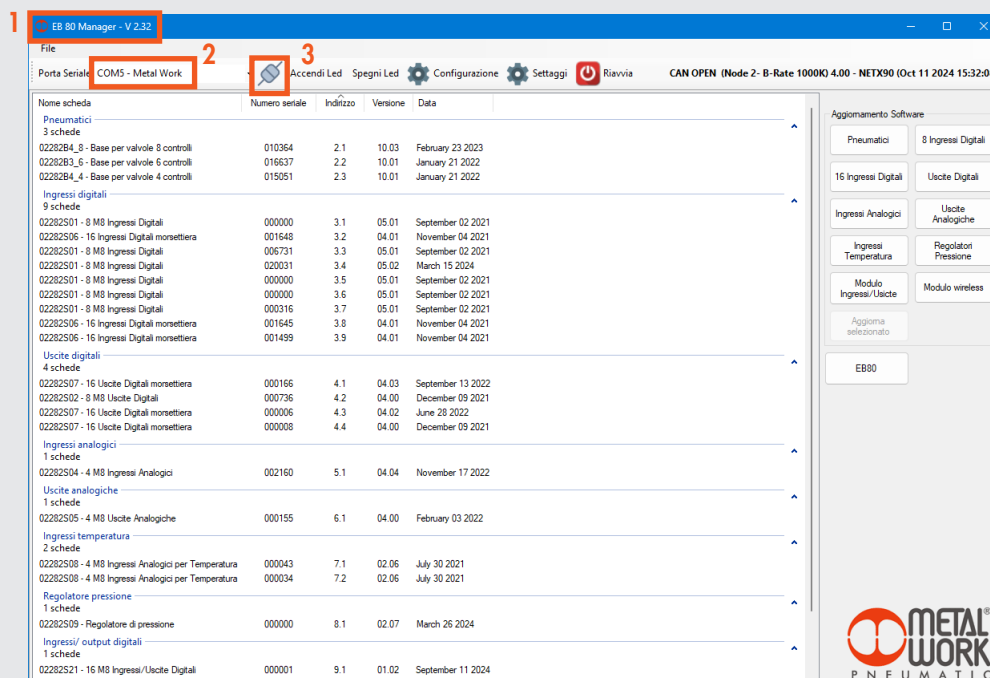 1
EB 80 Manager - V 2.32
File
2
3
Porta Seriale COM5 - Metal Work Accendi Led Spegni Led Configurazione Settaggi Riavvia CAN OPEN (Node 2- B-Rate 1000K) 4.00 - NETX90 (Oct 11 2024 15:32:0
Nome scheda Numero seriale Indirizzo Versione Data
Pneumatici
3 schede
02282B4_8 - Base per valvole 8 controlli 010364 2.1 10.03 February 23 2023
02282B3_6 - Base per valvole 6 controlli 016637 2.2 10.01 January 21 2022
02282B4_4 - Base per valvole 4 controlli 015051 2.3 10.01 January 21 2022
Ingressi digitali
9 schede
02282S01 - 8 M8 Ingressi Digitali 000000 3.1 05.01 September 02 2021
02282S06 - 16 Ingressi Digitali morsettiera 001648 3.2 04.01 November 04 2021
02282S01 - 8 M8 Ingressi Digitali 006731 3.3 05.01 September 02 2021
02282S01 - 8 M8 Ingressi Digitali 020031 3.4 05.02 March 15 2024
02282S01 - 8 M8 Ingressi Digitali 000000 3.5 05.01 September 02 2021
02282S01 - 8 M8 Ingressi Digitali 000000 3.6 05.01 September 02 2021
02282S01 - 8 M8 Ingressi Digitali 000316 3.7 05.01 September 02 2021
02282S06 - 16 Ingressi Digitali morsettiera 001645 3.8 04.01 November 04 2021
02282S06 - 16 Ingressi Digitali morsettiera 001499 3.9 04.01 November 04 2021
Uscite digitali
4 schede
02282S07 - 16 Uscite Digitali morsettiera 000166 4.1 04.03 September 13 2022
02282S02 - 8 M8 Uscite Digitali 000736 4.2 04.00 December 09 2021
02282S07 - 16 Uscite Digitali morsettiera 000006 4.3 04.02 June 28 2022
02282S07 - 16 Uscite Digitali morsettiera 000008 4.4 04.00 December 09 2021
Ingressi analogici
1 schede
02282S04 - 4 M8 Ingressi Analogici 002160 5.1 04.04 November 17 2022
Uscite analogiche
1 schede
02282S05 - 4 M8 Uscite Analogiche 000155 6.1 04.00 February 03 2022
Ingressi temperatura
2 schede
02282S08 - 4 M8 Ingressi Analogici per Temperatura 000043 7.1 02.06 July 30 2021
02282S08 - 4 M8 Ingressi Analogici per Temperatura 000034 7.2 02.06 July 30 2021
Regolatore pressione
1 schede
02282S09 - Regolatore di pressione 000000 8.1 02.07 March 26 2024
Ingressi/ output digitali
1 schede
02282S21 - 16 M8 Ingressi/Uscite Digitali 000001 9.1 01.02 September 11 2024
Aggiornamento Software
Pneumatici 8 Ingressi Digitali
16 Ingressi Digitali Uscite Digitali
Ingressi Analogici Uscite
Analogiche
Ingressi
Temperatura Regolatori
Pressione
Modulo
Ingressi/Usicte Modulo wireless
Aggiorna
selezionato
EB80
METAL®
WORK
PNEUMATIC